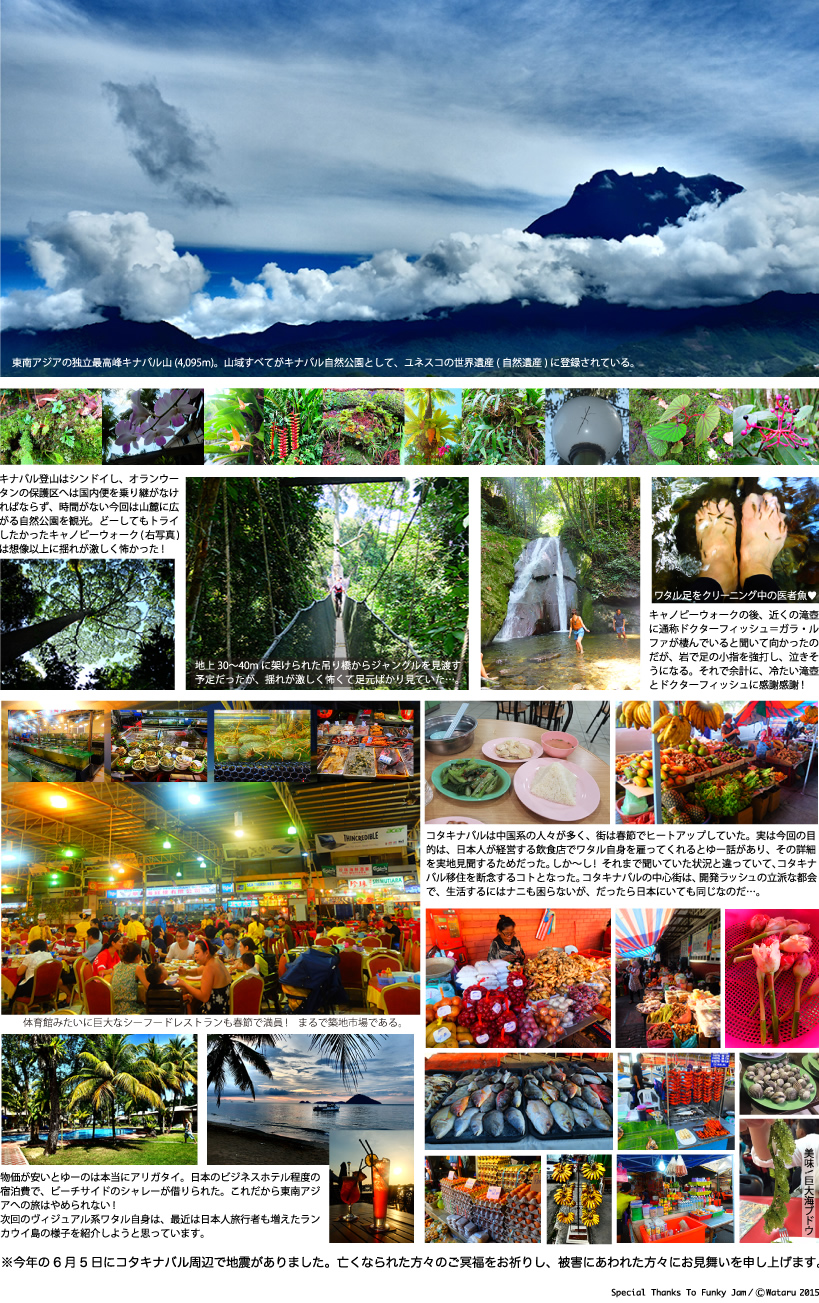 東南アジアの独立最高峰キナバル山(4,095m)。山域すべてがキナバル自然公園として、ユネスコの世界遺産(自然遺産)に登録されている。
キナバル登山はシンドイし、オランウー
タンの保護区へは国内便を乗り継がなけ
ればならず、時間がない今回は山麓に広
がる自然公園を観光。どーしてもトライ
したかったキャノピーウォーク(右写真)
は想像以上に揺れが激しく怖かった!
地上30〜40mに架けられた吊り橋からジャングルを見渡す
予定だったが、揺れが激しく怖くて足元ばかり見ていた…。
ワタル足をクリーニング中の医者魚♥
キャノピーウォークの後、近くの滝壺
に通称ドクターフィッシュ=ガラ・ル
ファが棲んでいると聞いて向かったの
だが、岩で足の小指を強打し、泣きそ
うになる。それで余計に、冷たい滝壺
とドクターフィッシュに感謝感謝!
THINCREDIBLE
acer
珍珠
体育館みたいに巨大なシーフードレストランも春節で満員! まるで築地市場である。
コタキナバルは中国系の人々が多く、街は春節でヒートアップしていた。実は今回の目
的は、日本人が経営する飲食店でワタル自身を雇ってくれるとゆー話があり、その詳細
を実地見聞するためだった。しか〜し!それまで聞いていた状況と違っていて、コタキナ
バル移住を断念するコトとなった。コタキナバルの中心街は、開発ラッシュの立派な都会
で、生活するにはナニも困らないが、だったら日本にいても同じなのだ…。
美味!巨大海ブドウ
物価が安いとゆーのは本当にアリガタイ。日本のビジネスホテル程度の
宿泊費で、ビーチサイドのシャレーが借りられた。これだから東南アジ
アへの旅はやめられない!
次回のヴィジュアル系ワタル自身は、最近は日本人旅行者も増えたラン
カウイ島の様子を紹介しようと思っています。
※今年の6月5日にコタキナバル周辺で地震がありました。亡くなられた方々のご冥福をお祈りし、被害にあわれた方々にお見舞いを申し上げます。
Special Thanks To Funky Jam/©Wataru 2015